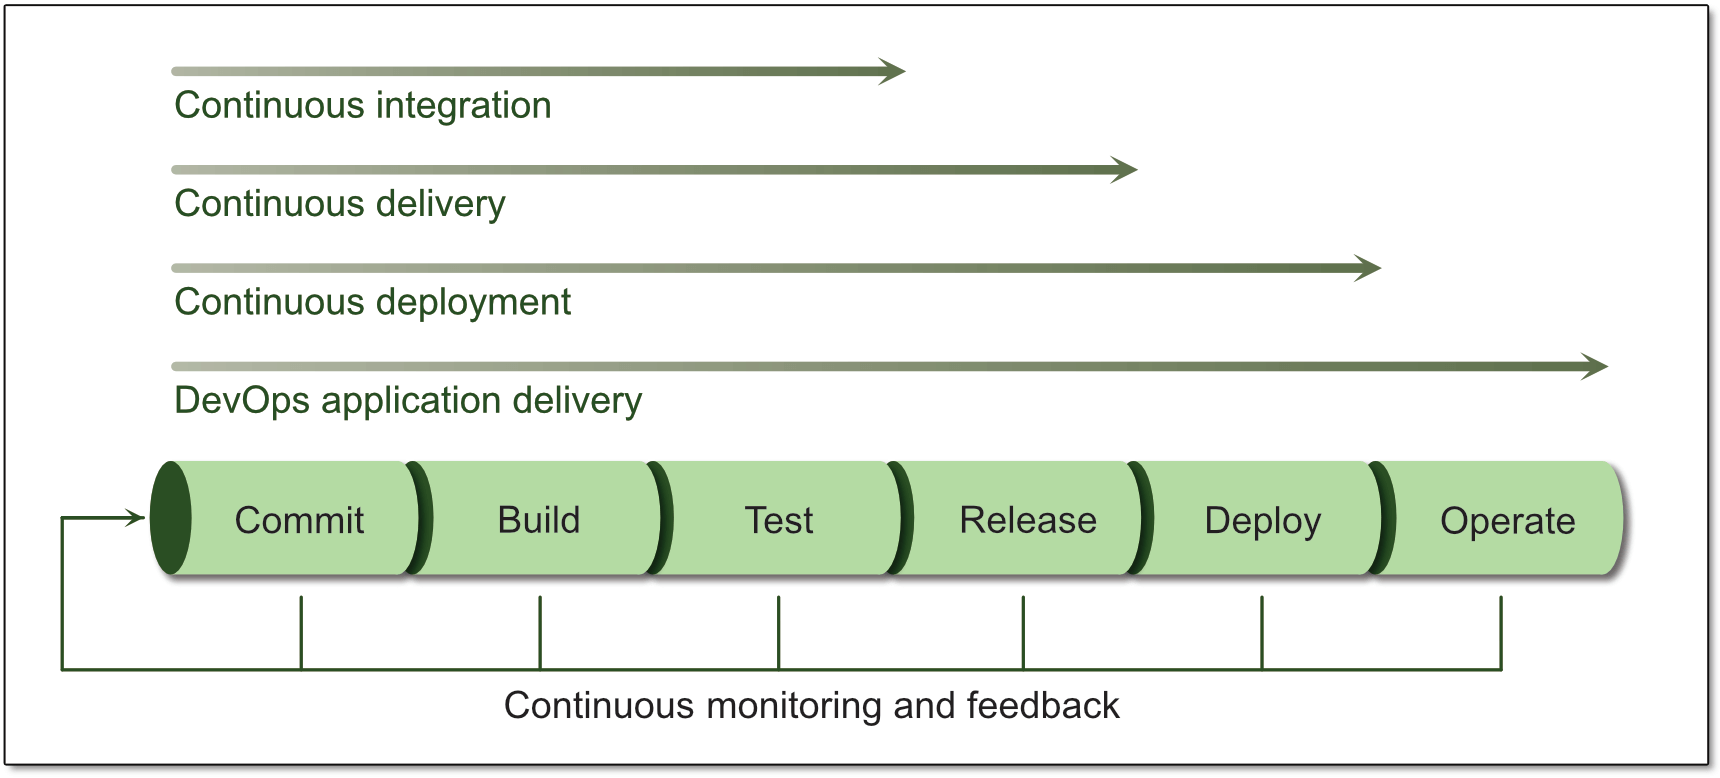 Continuous integration
Continuous delivery
Continuous deployment
DevOps application delivery
Commit
Build
Test
Release
Deploy
Operate
Continuous monitoring and feedback